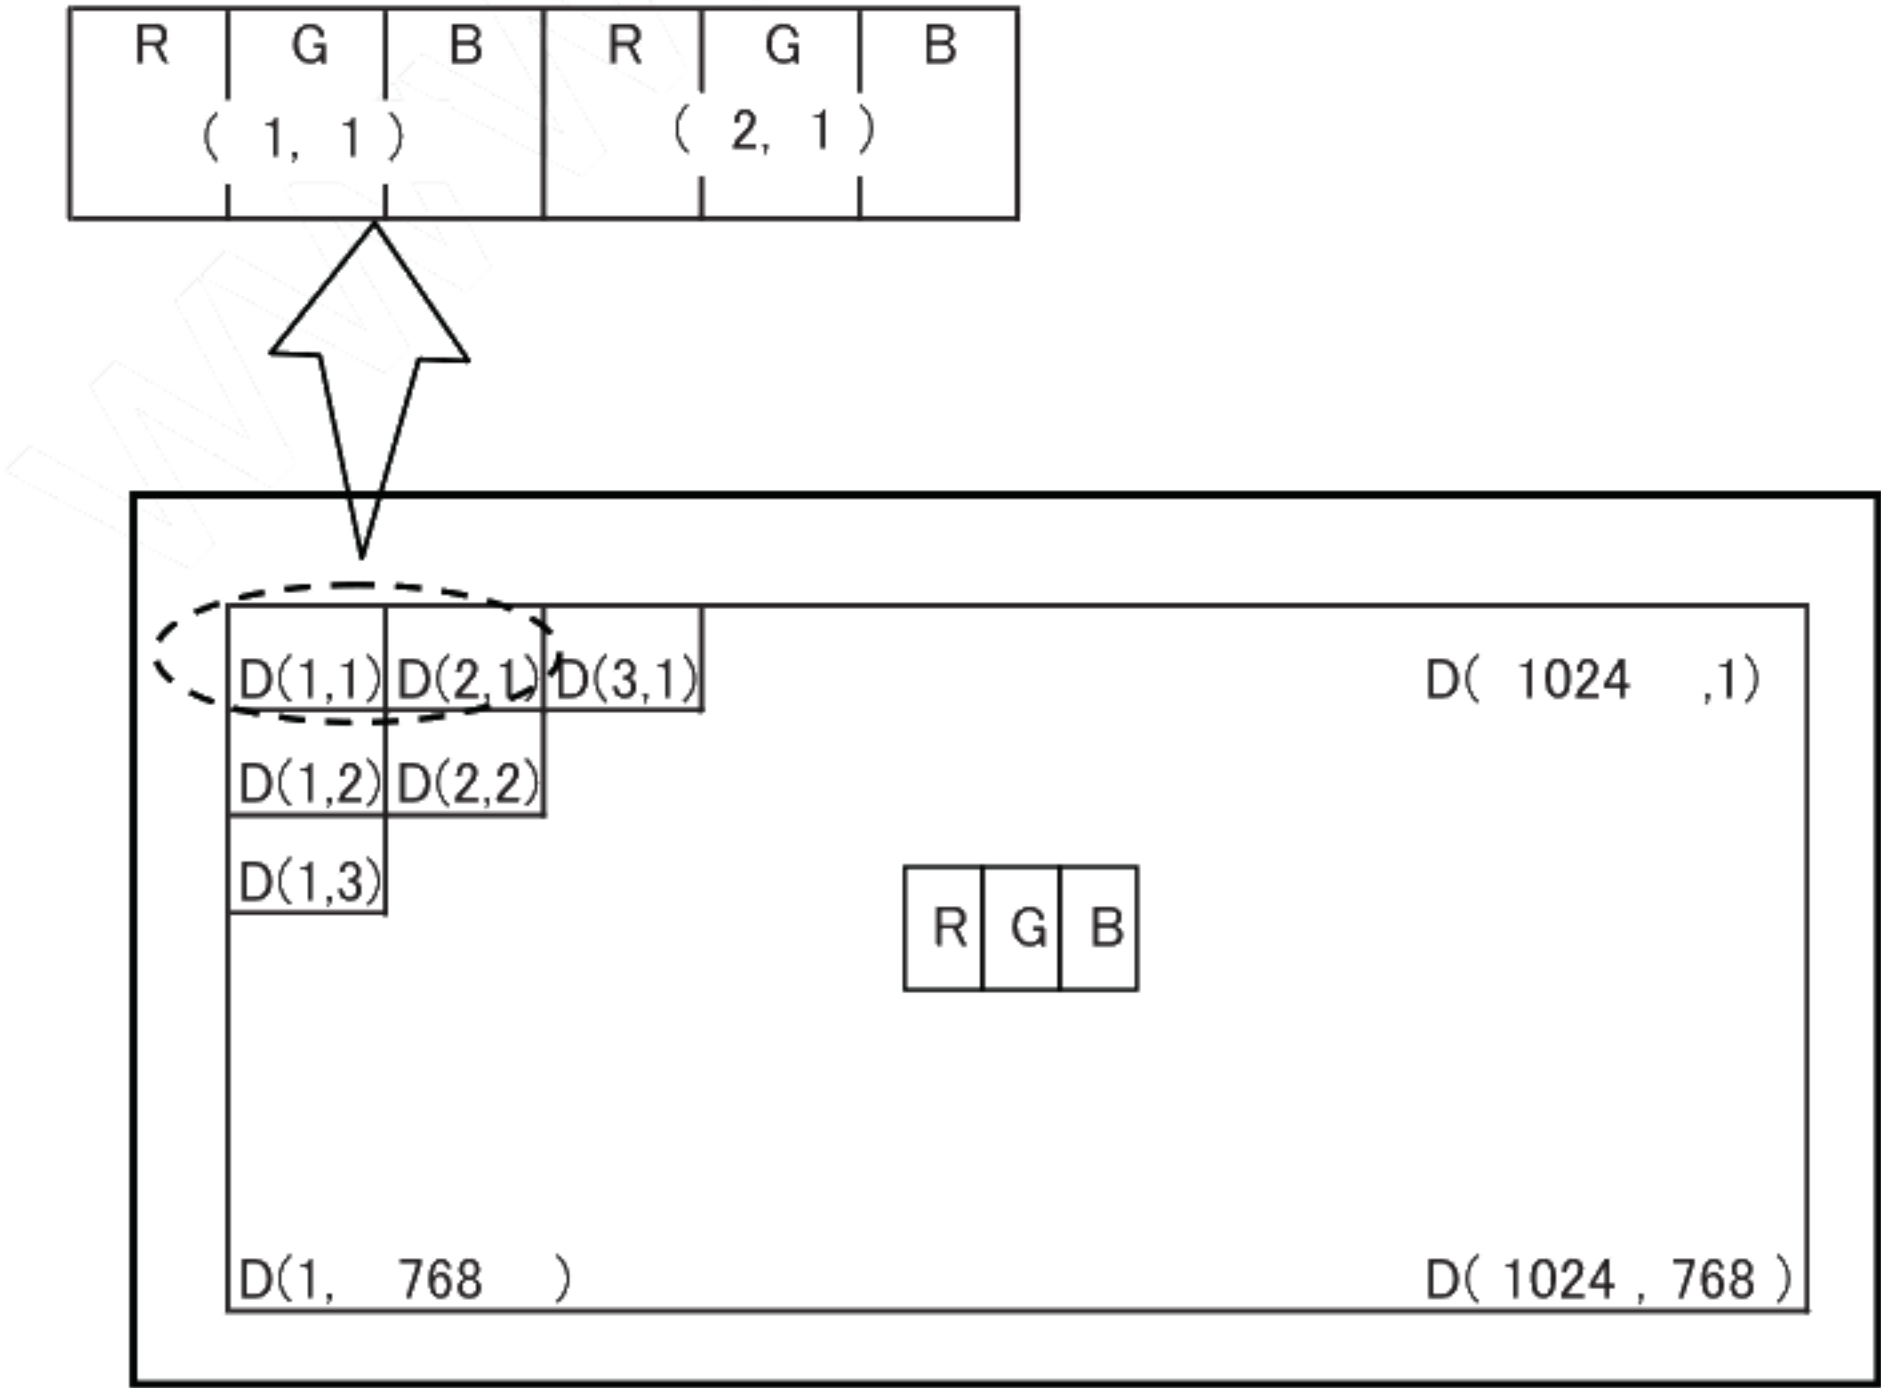 R G B R G B
( 1, 1 ) ( 2, 1 )
D(1,1) D(2,1) D(3,1) D( 1024 ,1)
D(1,2) D(2,2)
D(1,3)
R G B
D(1, 768 ) D( 1024 , 768 )